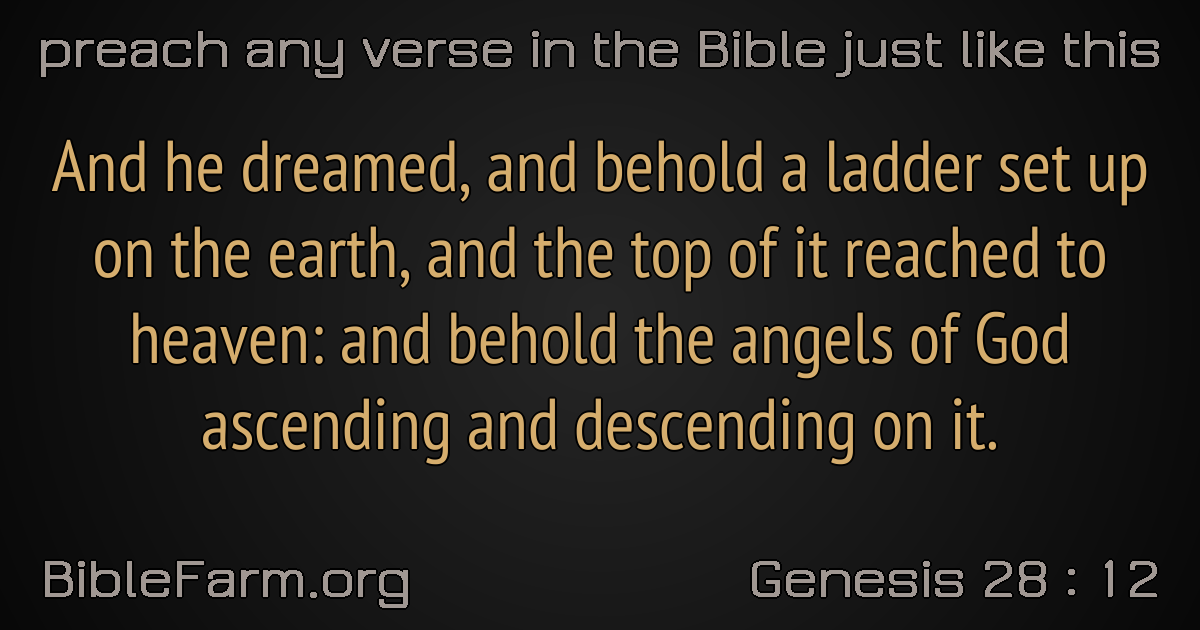 preach any verse in the Bible just like this
And he dreamed, and behold a ladder set up
on the earth, and the top of it reached to
heaven: and behold the angels of God
ascending and descending on it.
BibleFarm.org
Genesis 28 : 12